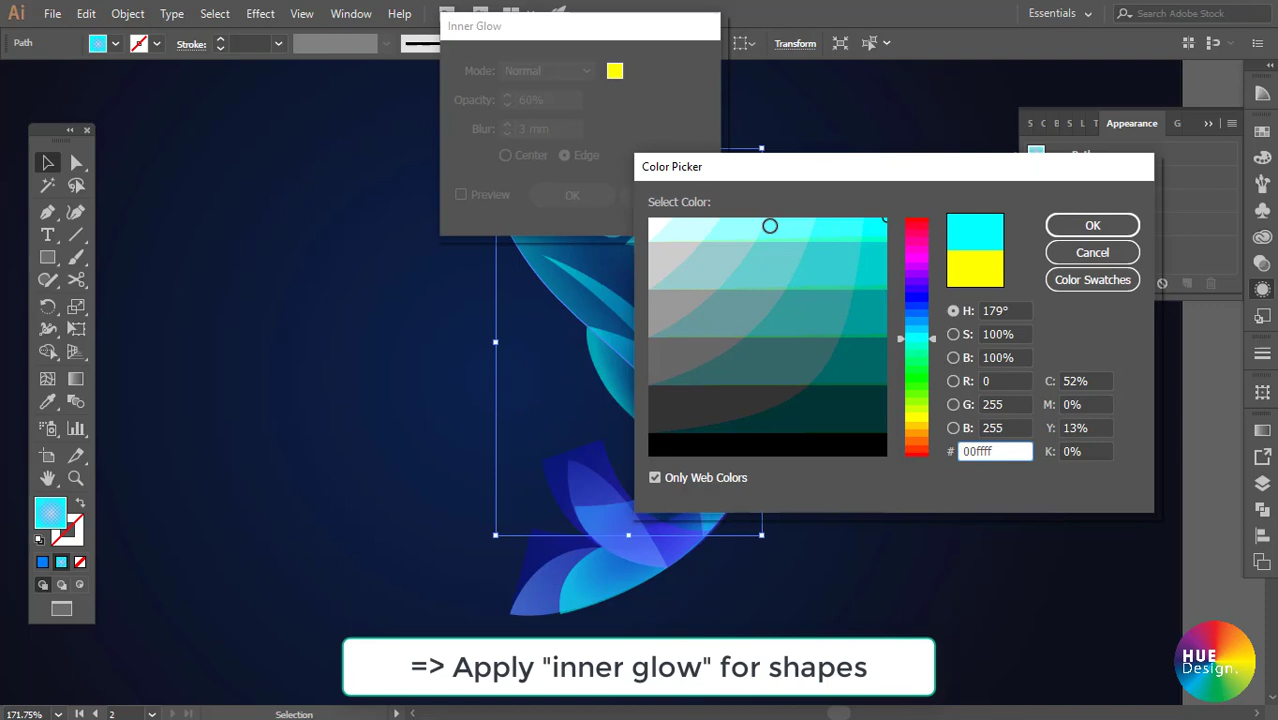 Ai File Edit Object Type Select Effect View Window Help Essentials Search Adobe Stock
Path Stroke: Transform
Inner Glow
Mode: Normal
Opacity: 60%
Blur: 3 mm
Center Edge
Preview OK
S C B S L T Appearance G
Color Picker
Select Color:
OK
Cancel
Color Swatches
H: 179°
S: 100%
B: 100%
R: 0 C: 52%
G: 255 M: 0%
B: 255 Y: 13%
# 00ffff K: 0%
Only Web Colors
=> Apply "inner glow" for shapes
HUE
Design.
171.75% 2 Selection